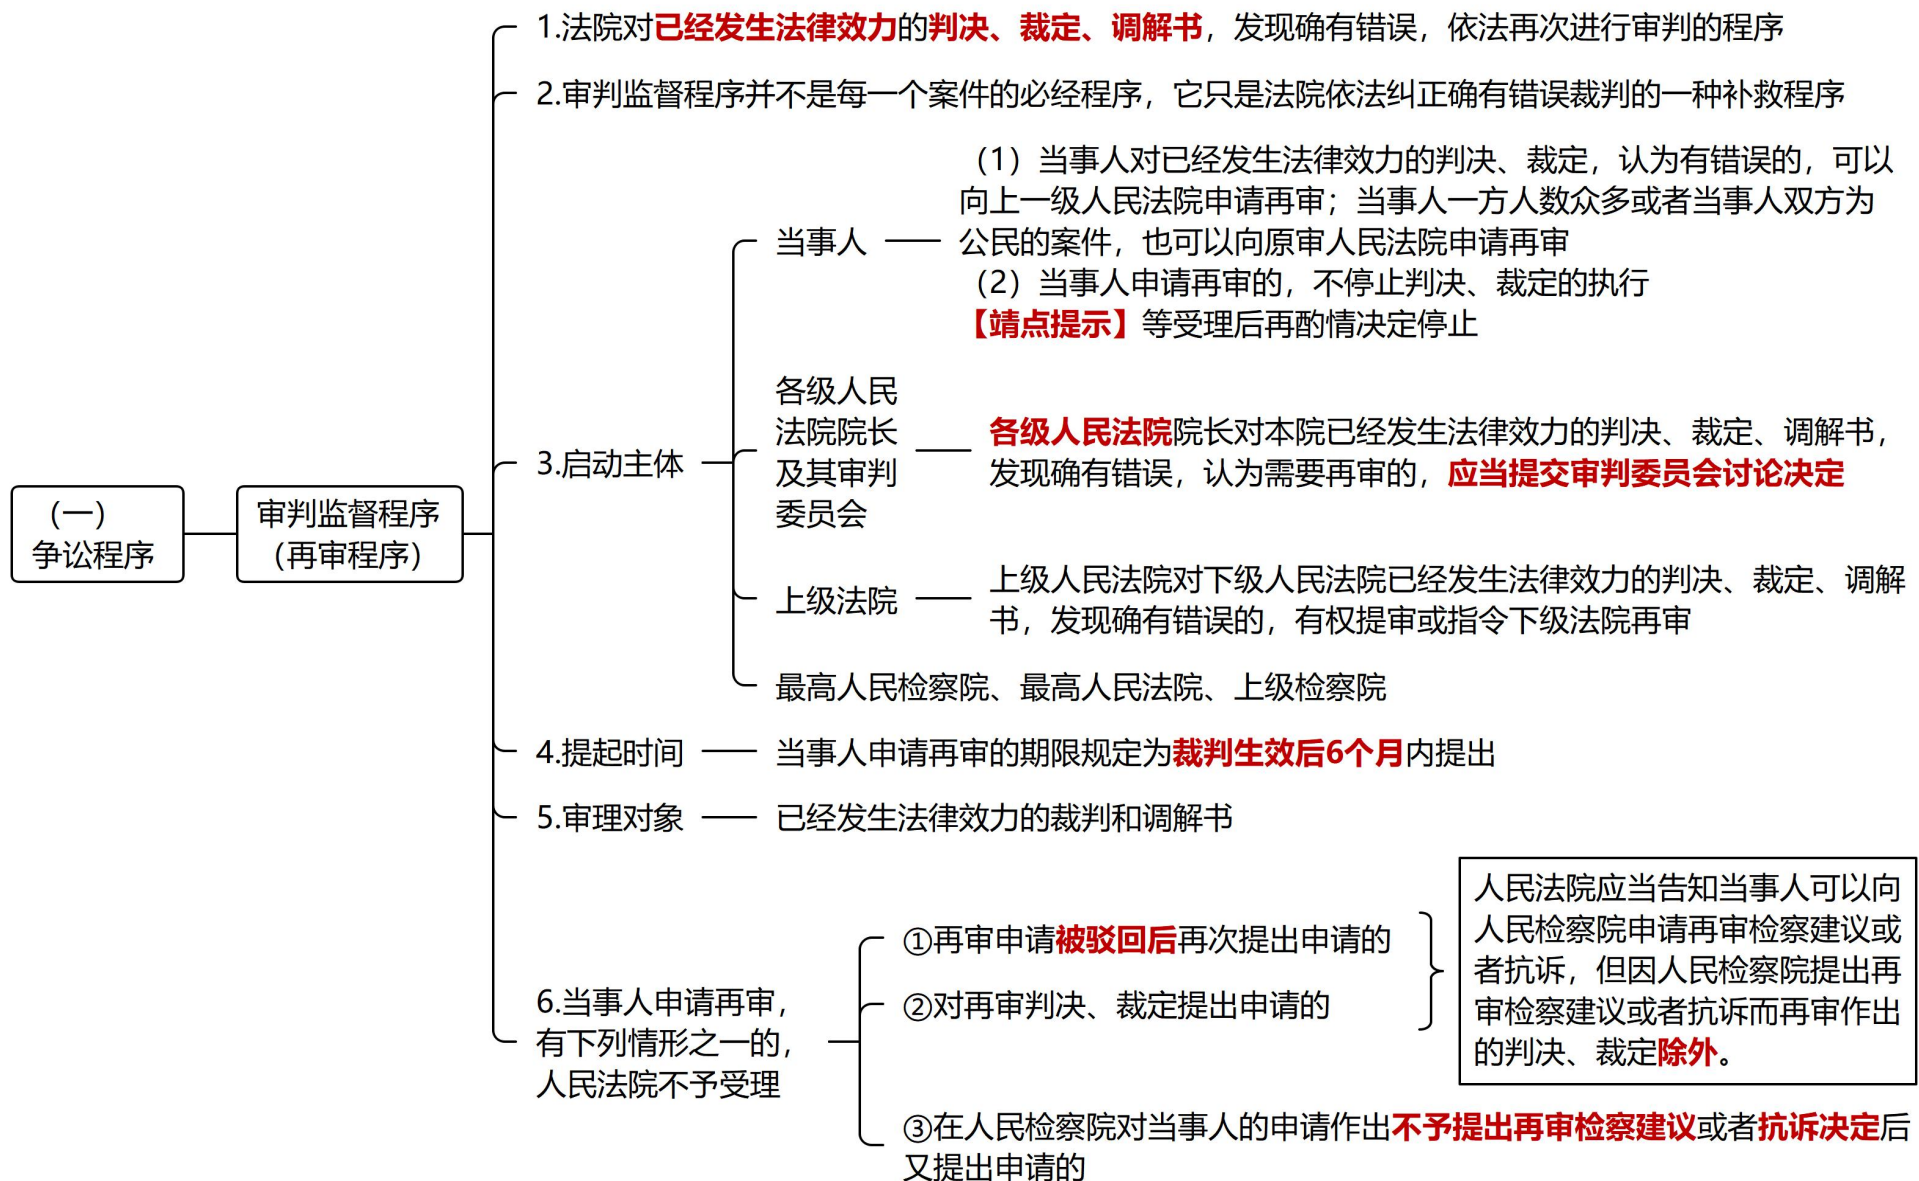 （一）
争讼程序
审判监督程序
（再审程序）
1.法院对已经发生法律效力的判决、裁定、调解书，发现确有错误，依法再次进行审判的程序
2.审判监督程序并不是每一个案件的必经程序，它只是法院依法纠正确有错误裁判的一种补救程序
3.启动主体
当事人
（1）当事人对已经发生法律效力的判决、裁定，认为有错误的，可以
向上一级人民法院申请再审；当事人一方人数众多或者当事人双方为
公民的案件，也可以向原审人民法院申请再审
（2）当事人申请再审的，不停止判决、裁定的执行
【靖点提示】等受理后再酌情决定停止
各级人民
法院院长
及其审判
委员会
各级人民法院院长对本院已经发生法律效力的判决、裁定、调解书，
发现确有错误，认为需要再审的，应当提交审判委员会讨论决定
上级法院
上级人民法院对下级人民法院已经发生法律效力的判决、裁定、调解
书，发现确有错误的，有权提审或指令下级法院再审
最高人民检察院、最高人民法院、上级检察院
4.提起时间
当事人申请再审的期限规定为裁判生效后6个月内提出
5.审理对象
已经发生法律效力的裁判和调解书
6.当事人申请再审，
有下列情形之一的，
人民法院不予受理
①再审申请被驳回后再次提出申请的
②对再审判决、裁定提出申请的
人民法院应当告知当事人可以向
人民检察院申请再审检察建议或
者抗诉，但因人民检察院提出再
审检察建议或者抗诉而再审作出
的判决、裁定除外。
③在人民检察院对当事人的申请作出不予提出再审检察建议或者抗诉决定后
又提出申请的